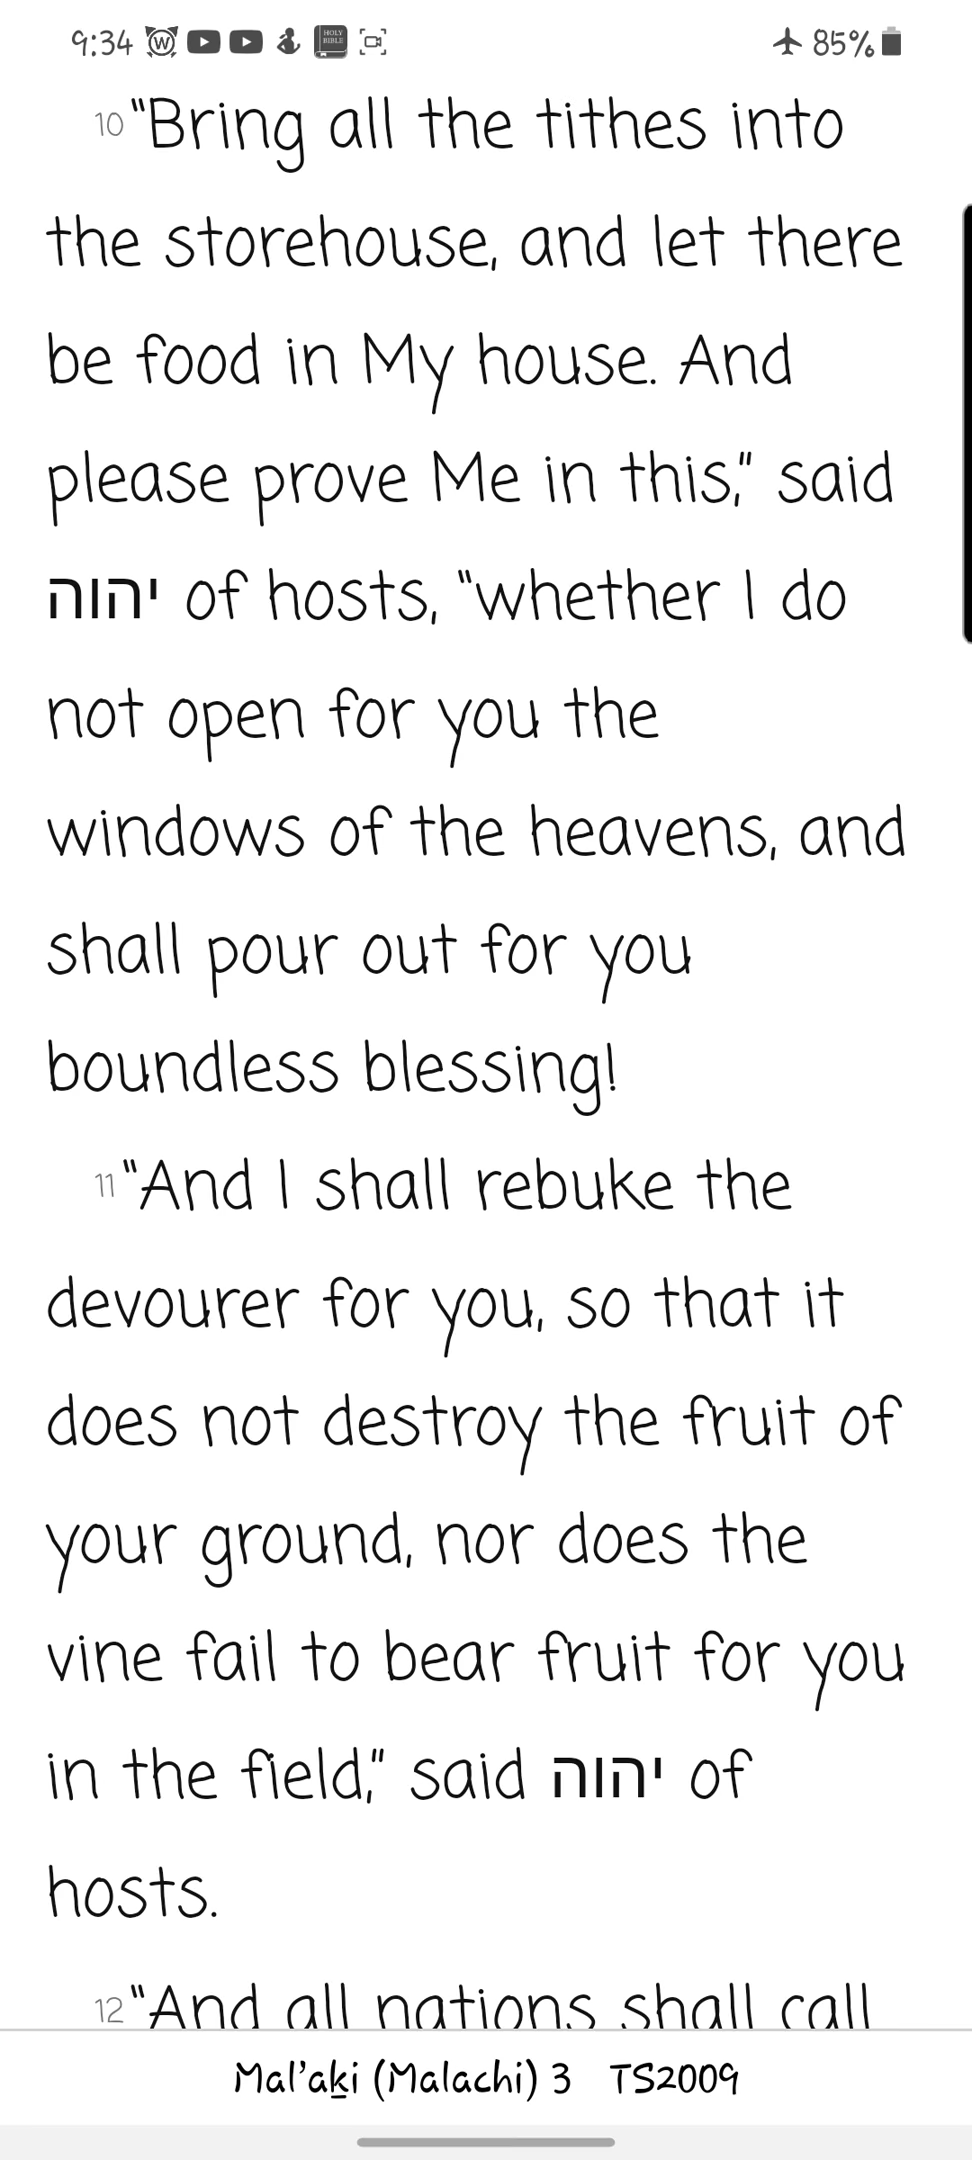 9:34 85%
10 "Bring all the tithes into
the storehouse, and let there
be food in My house. And
please prove Me in this," said
יהוה of hosts, "whether I do
not open for you the
windows of the heavens, and
shall pour out for you
boundless blessing!
11 "And I shall rebuke the
devourer for you, so that it
does not destroy the fruit of
your ground, nor does the
vine fail to bear fruit for you
in the field," said יהוה of
hosts.
12 "And all nations shall call
Mal'aḵi (Malachi) 3 TS2009